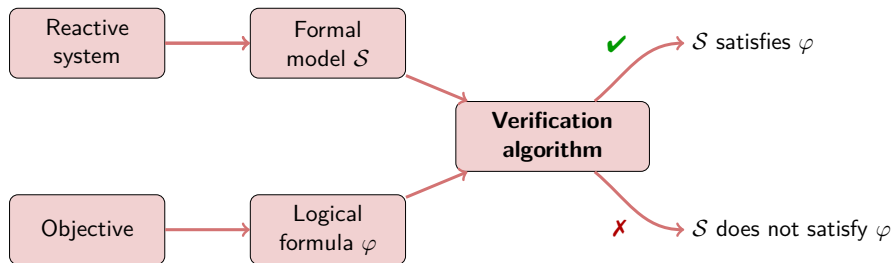 Reactive
system
Formal
model 𝒮
✔
𝒮 satisfies φ
Verification
algorithm
Objective
Logical
formula φ
✗
𝒮 does not satisfy φ